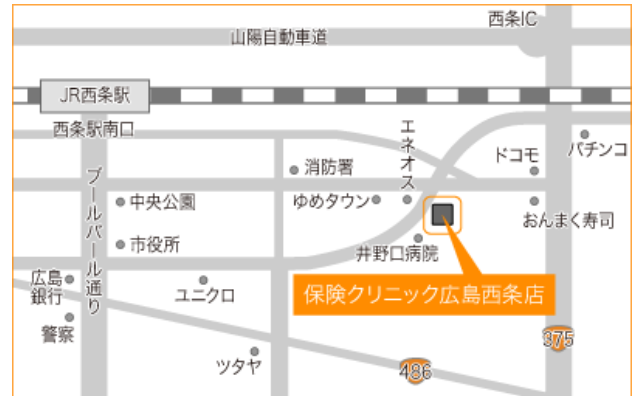 西条IC
山陽自動車道
JR西条駅
西条駅南口
エネオス
消防署
ドコモ
パチンコ
ブールバール通り
中央公園
ゆめタウン
おんまく寿司
市役所
井野口病院
広島
銀行
ユニクロ
保険クリニック広島西条店
警察
375
ツタヤ
486